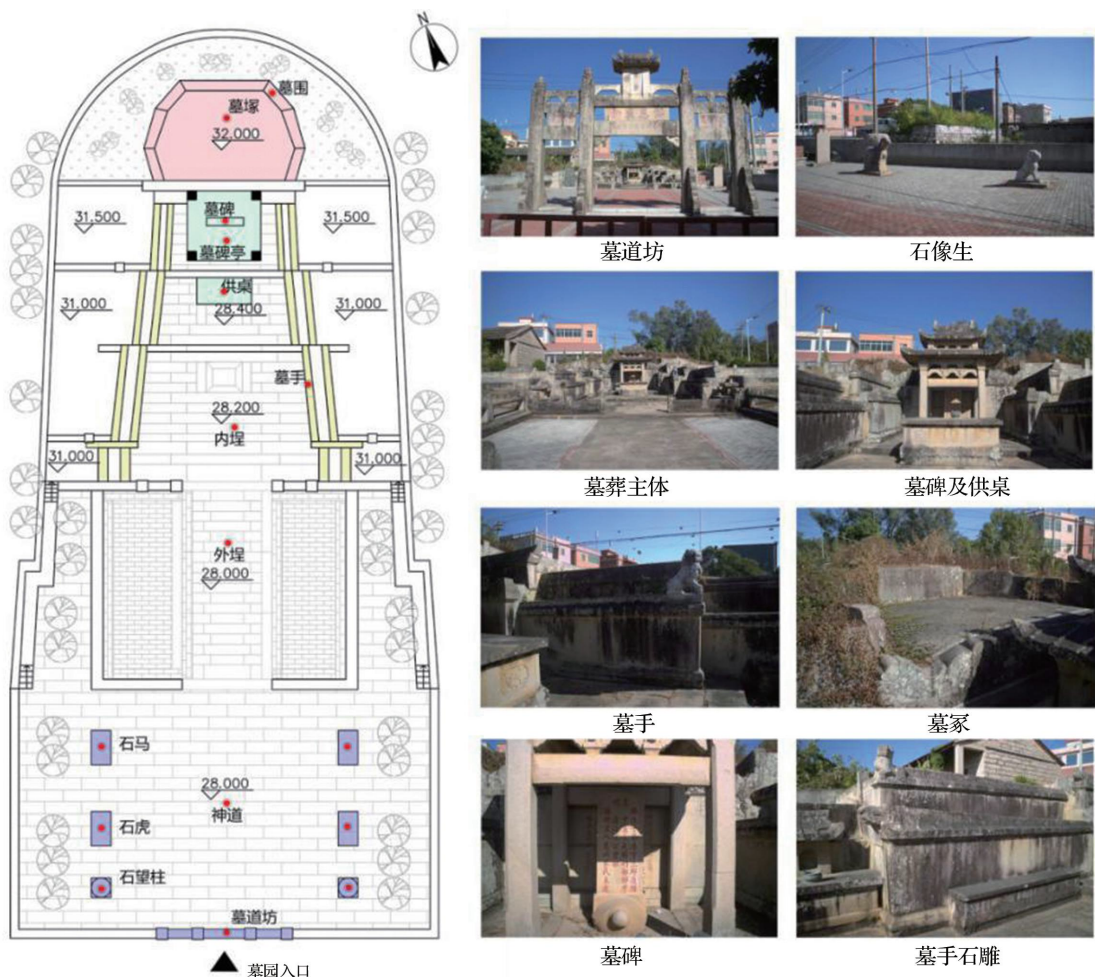 N
墓围
墓塚
32,000
31,500
墓碑
31,500
墓碑亭
31,000
供桌
31,000
28,400
墓手
28,200
内埕
31,000
31,000
外埕
28,000
石马
28,000
神道
石虎
石望柱
墓道坊
墓园入口
墓道坊
石像生
墓葬主体
墓碑及供桌
墓手
墓冢
墓碑
墓手石雕